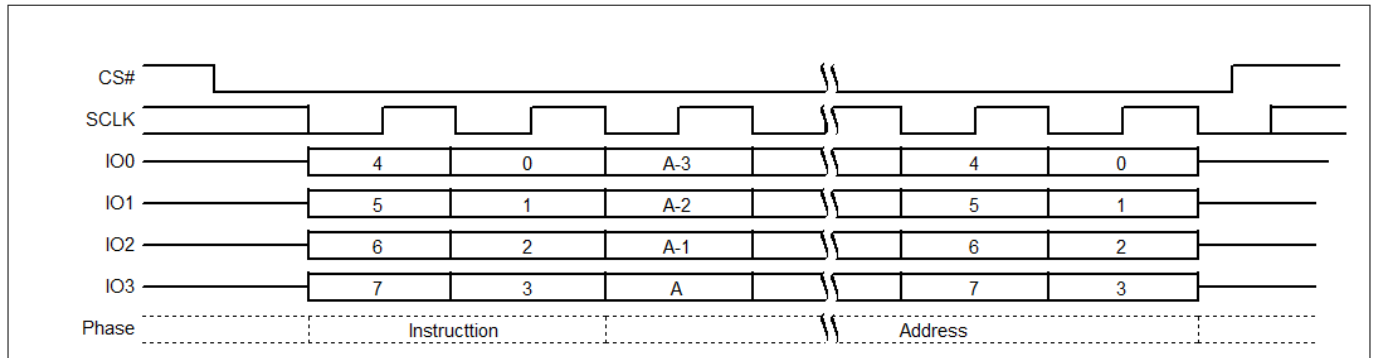 CS#
SCLK
IO0 4 0 A-3 4 0
IO1 5 1 A-2 5 1
IO2 6 2 A-1 6 2
IO3 7 3 A 7 3
Phase Instructtion Address